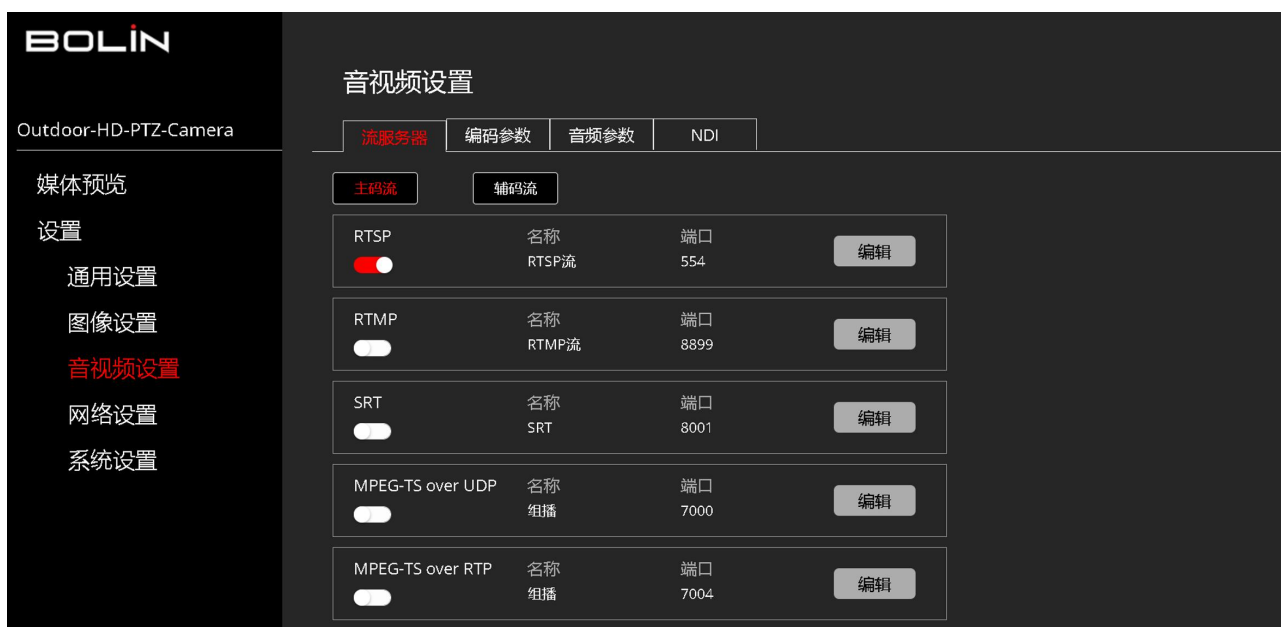 BOLIN
Outdoor-HD-PTZ-Camera
媒体预览
设置
通用设置
图像设置
音视频设置
网络设置
系统设置
音视频设置
流服务器 编码参数 音频参数 NDI
主码流 辅码流
RTSP 名称 端口
RTSP流 554 编辑
RTMP 名称 端口
RTMP流 8899 编辑
SRT 名称 端口
SRT 8001 编辑
MPEG-TS over UDP 名称 端口
组播 7000 编辑
MPEG-TS over RTP 名称 端口
组播 7004 编辑